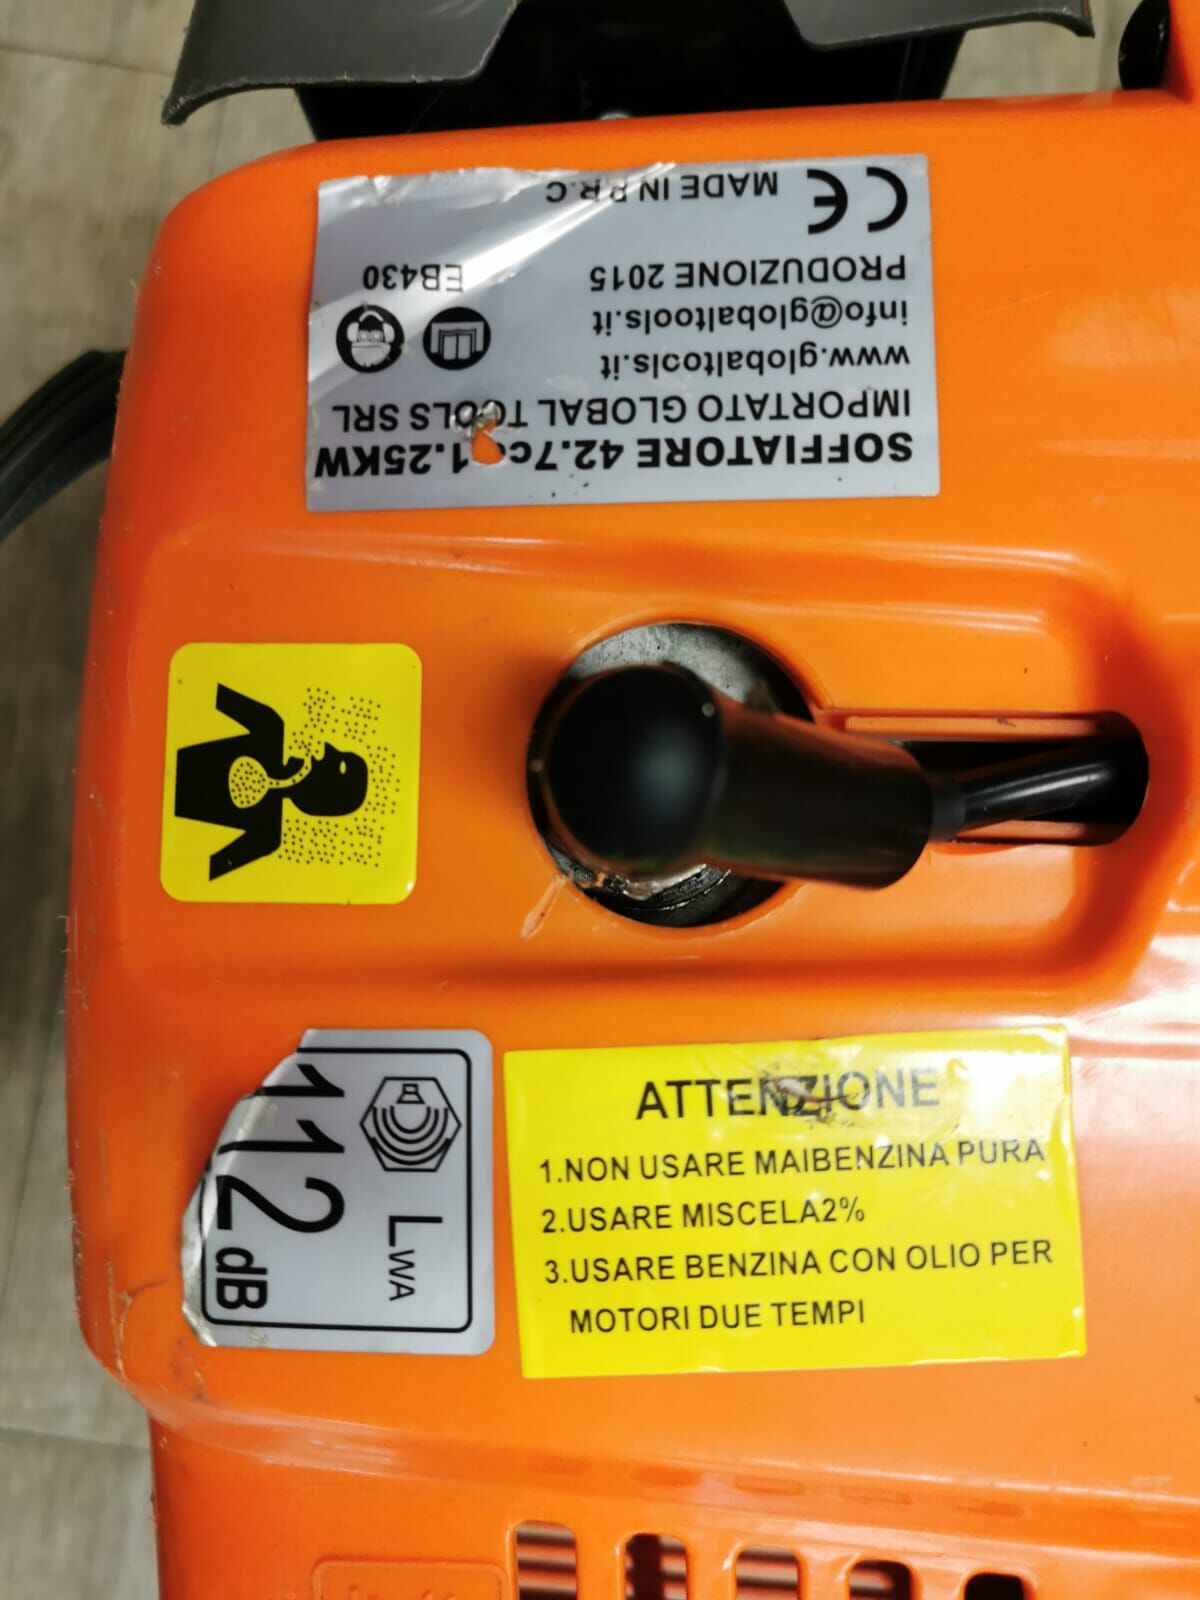 SOFFIATORE 42.7cc 1.25KW
IMPORTATO GLOBAL TOOLS SRL
www.globaltools.it
info@globaltools.it
PRODUZIONE 2015 EB430
CE MADE IN P.R.C
LWA
112 dB
ATTENZIONE
1.NON USARE MAIBENZINA PURA
2.USARE MISCELA2%
3.USARE BENZINA CON OLIO PER
MOTORI DUE TEMPI